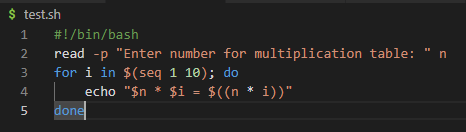 $ test.sh
1 #!/bin/bash
2 read -p "Enter number for multiplication table: " n
3 for i in $(seq 1 10); do
4     echo "$n * $i = $((n * i))"
5 done